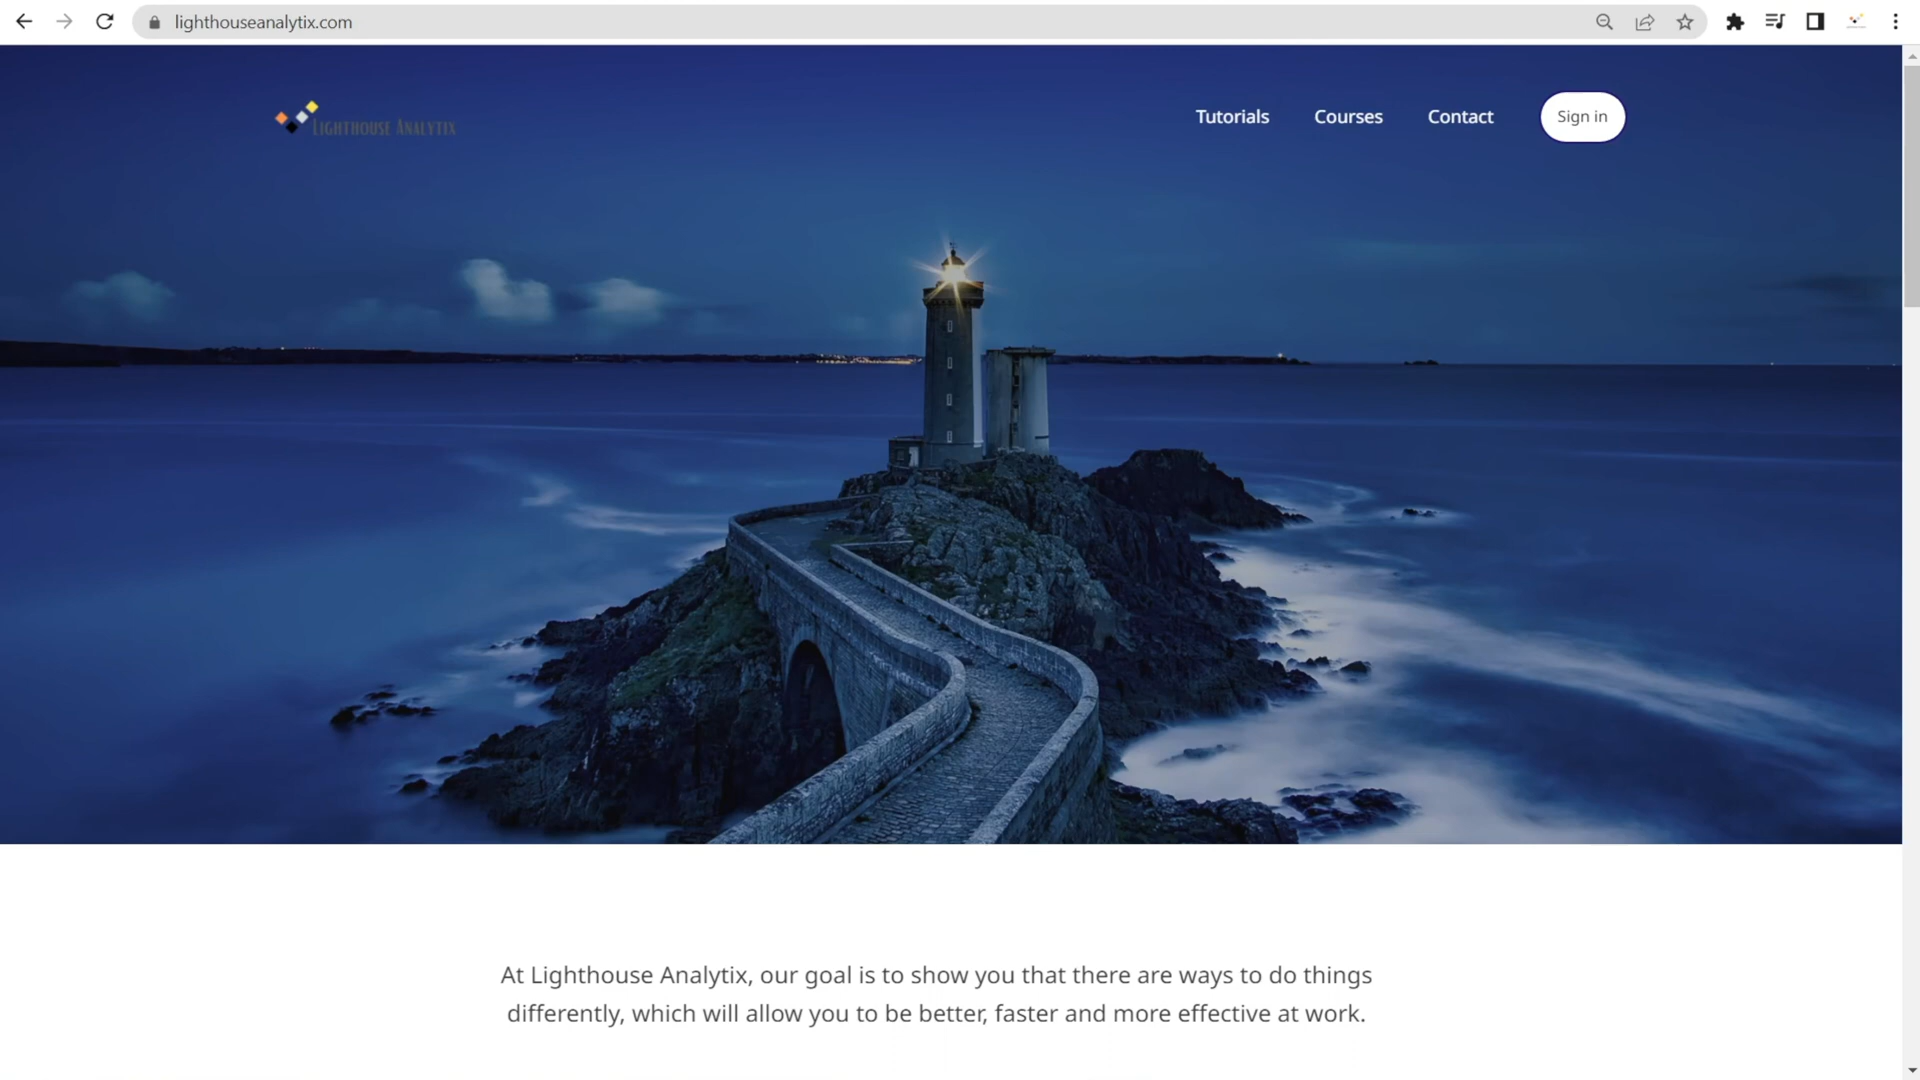 lighthouseanalytix.com
Lighthouse Analytix
Tutorials Courses Contact Sign in
At Lighthouse Analytix, our goal is to show you that there are ways to do things
differently, which will allow you to be better, faster and more effective at work.